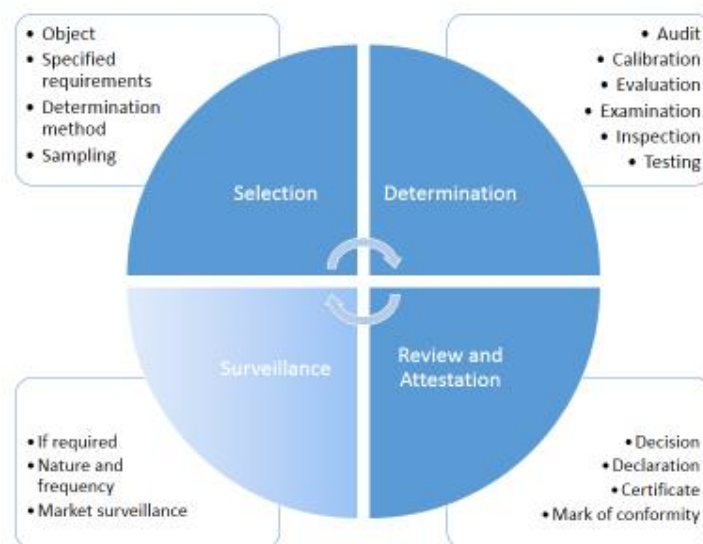 • Object
• Specified
requirements
• Determination
method
• Sampling
• Audit
• Calibration
• Evaluation
• Examination
• Inspection
• Testing
Selection
Determination
Surveillance
Review and
Attestation
• If required
• Nature and
frequency
• Market surveillance
• Decision
• Declaration
• Certificate
• Mark of conformity